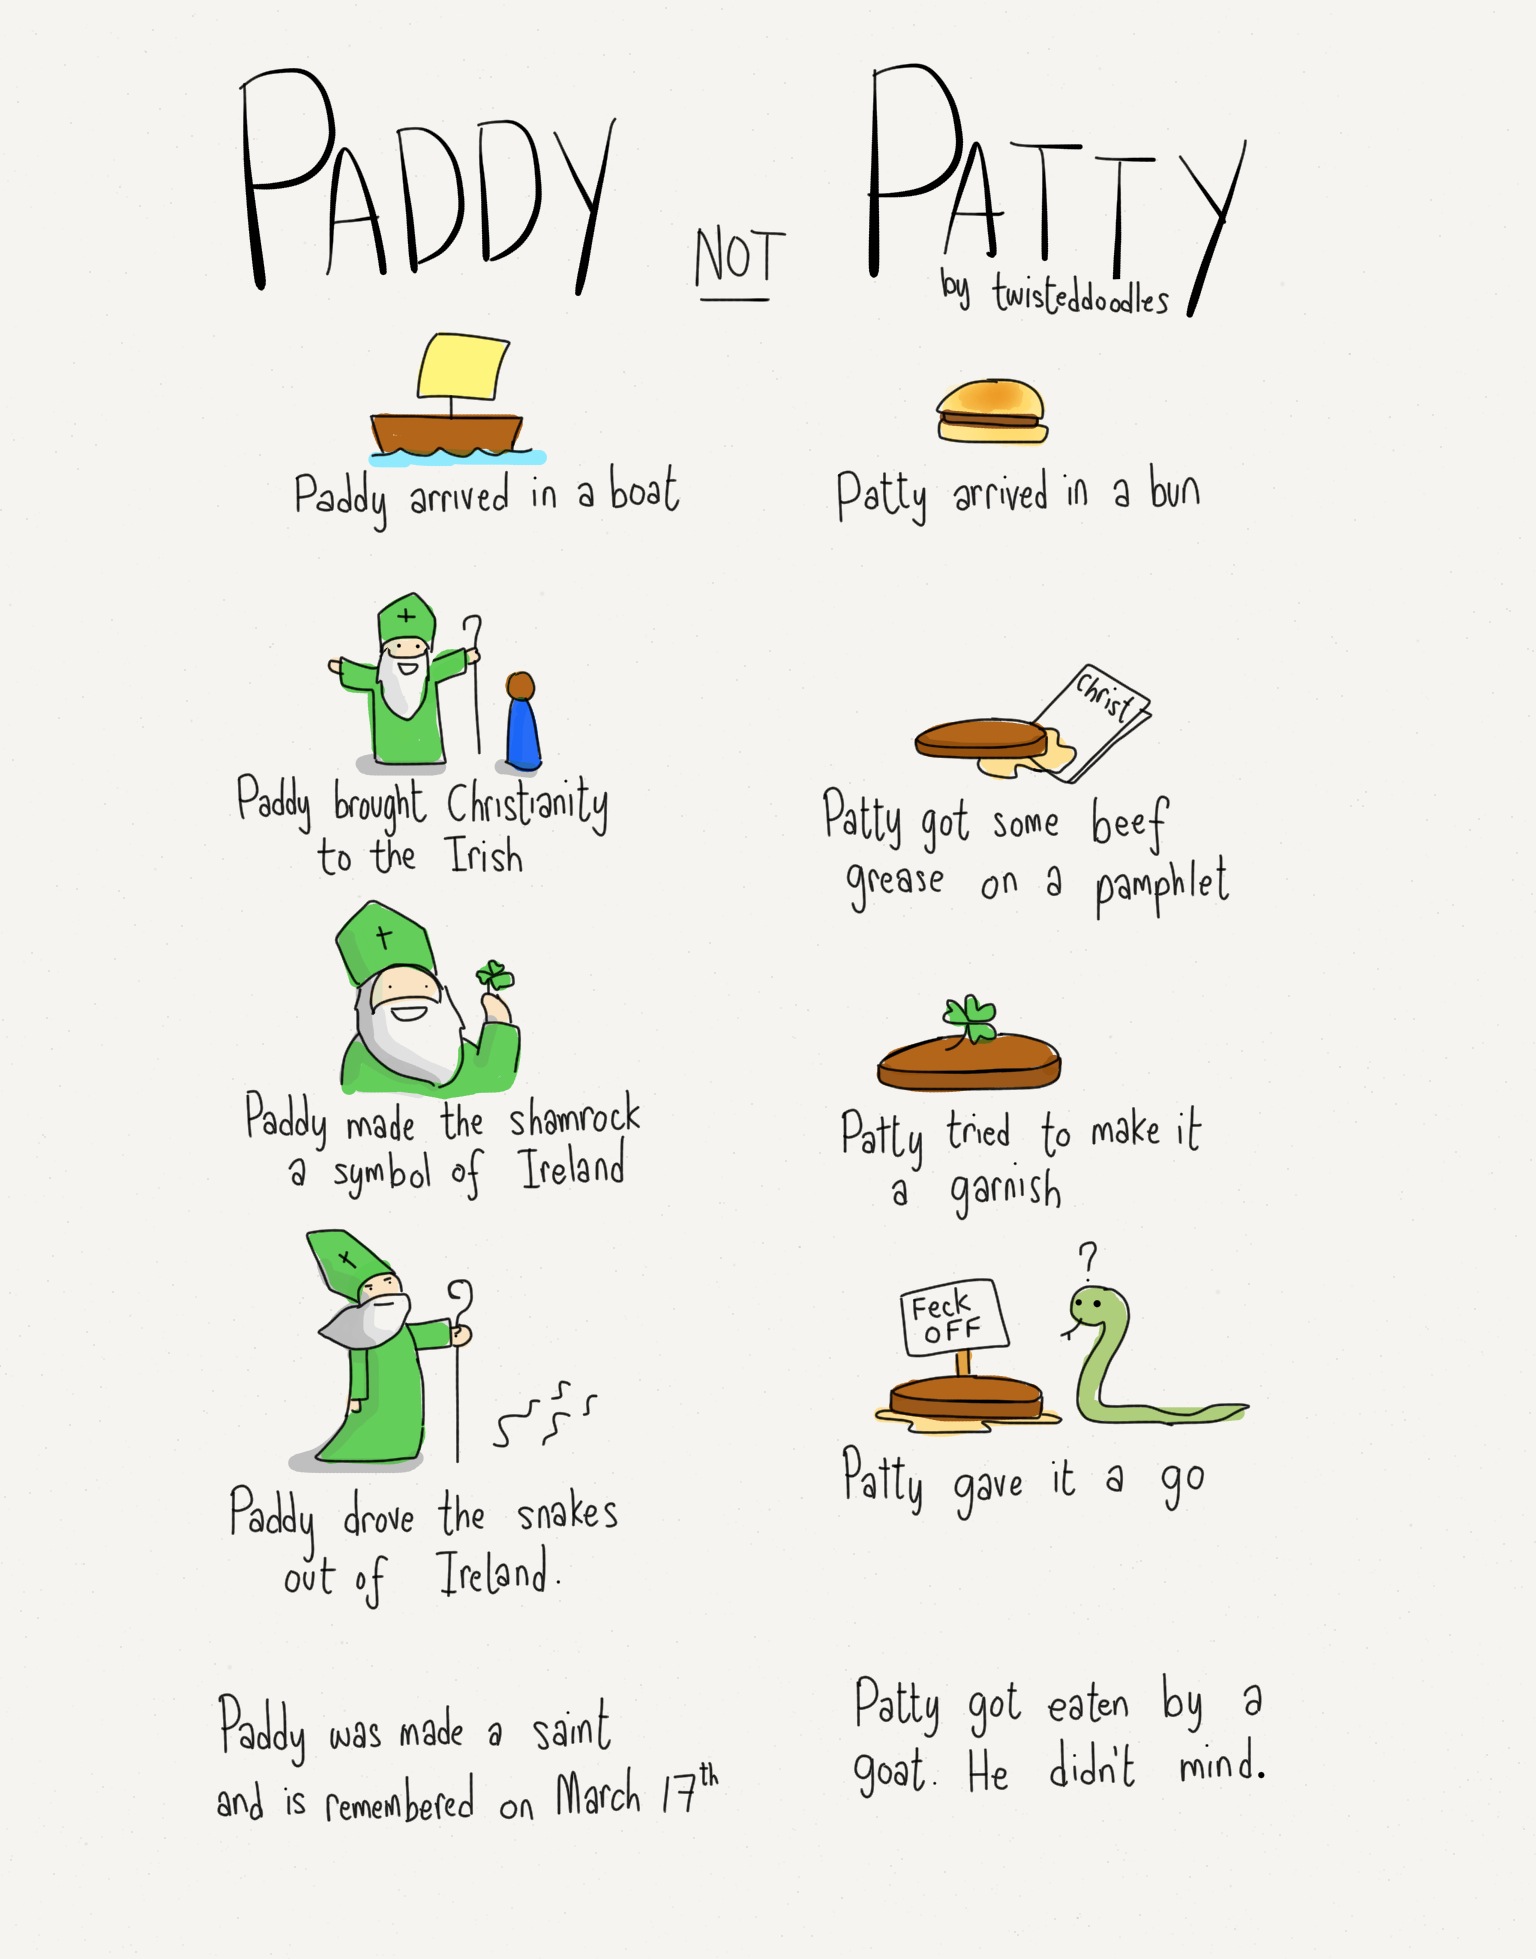 PADDY
NOT
PATTY
by twisteddoodles
Paddy arrived in a boat
Patty arrived in a bun
Paddy brought Christianity
to the Irish
Christ
Patty got some beef
grease on a pamphlet
Paddy made the shamrock
a symbol of Ireland
Patty tried to make it
a garnish
Paddy drove the snakes
out of Ireland.
?
Feck
OFF
Patty gave it a go
Paddy was made a saint
and is remembered on March 17th
Patty got eaten by a
goat. He didn't mind.